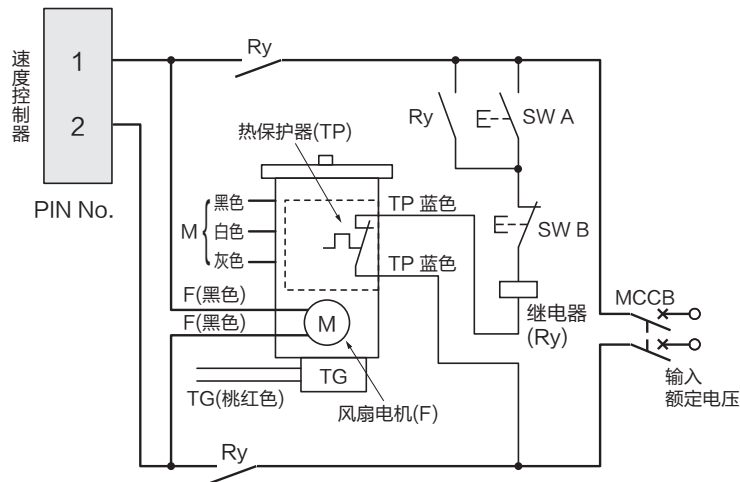 速度控制器
1
2
PIN No.
Ry
Ry
SW A
热保护器(TP)
M
黑色
白色
灰色
TP 蓝色
TP 蓝色
SW B
F(黑色)
F(黑色)
M
继电器
(Ry)
MCCB
输入
额定电压
TG
TG(桃红色)
风扇电机(F)
Ry